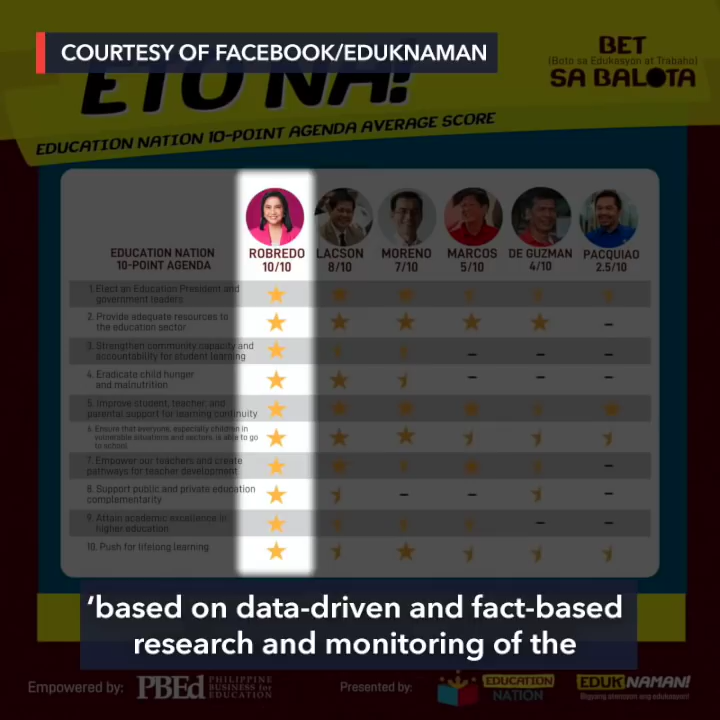 COURTESY OF FACEBOOK/EDUKNAMAN
BET
(Boto sa Edukasyon at Trabaho)
SA BALOTA
ETO NA!
EDUCATION NATION 10-POINT AGENDA AVERAGE SCORE
EDUCATION NATION
10-POINT AGENDA
ROBREDO
10/10
LACSON
8/10
MORENO
7/10
MARCOS
5/10
DE GUZMAN
4/10
PACQUIAO
2.5/10
1. Elect an Education President and
government leaders
2. Provide adequate resources to
the education sector
3. Strengthen community capacity and
accountability for student learning
4. Eradicate child hunger
and malnutrition
5. Improve student, teacher, and
parental support for learning continuity
6. Ensure that everyone, especially children in
vulnerable situations and sectors, is able to go
to school
7. Empower our teachers and create
pathways for teacher development
8. Support public and private education
complementarity
9. Attain academic excellence in
higher education
10. Push for lifelong learning
‘based on data-driven and fact-based
research and monitoring of the
Empowered by:
PBEd
PHILIPPINE
BUSINESS for
EDUCATION
Presented by:
EDUCATION
NATION
EDUKNAMAN!